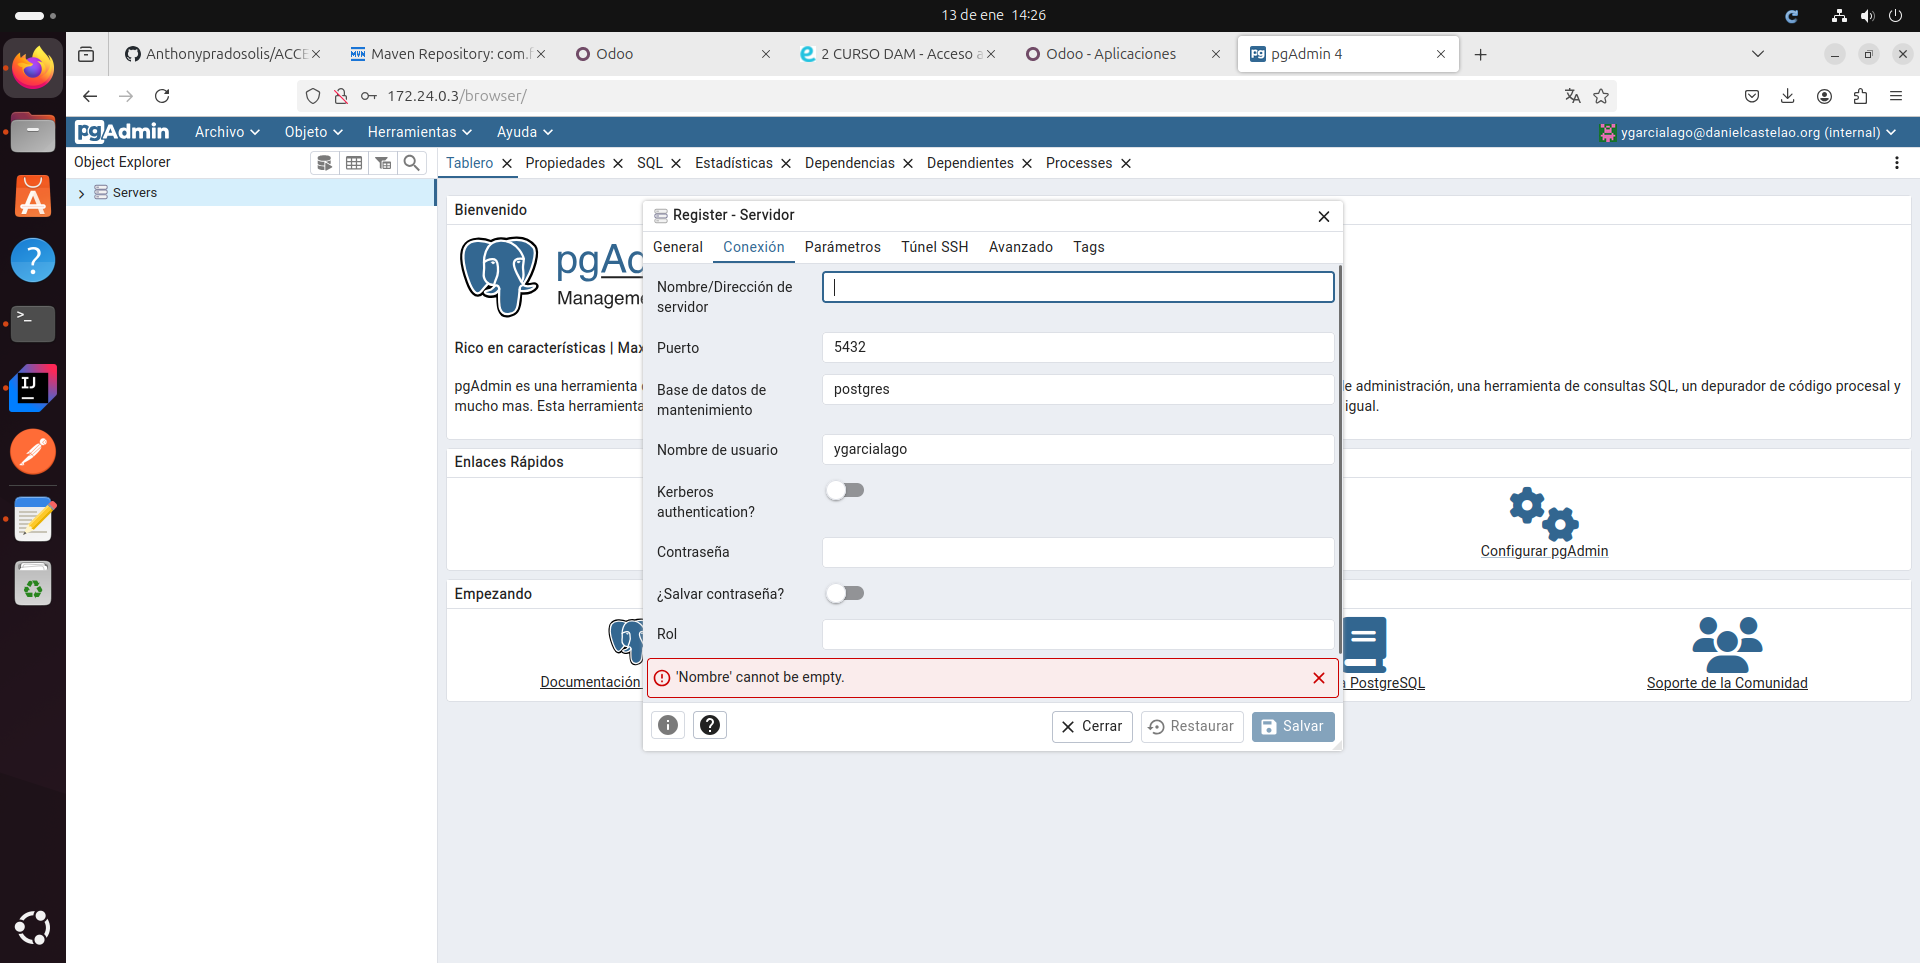 13 de ene 14:26
Anthonypradosolis/ACCE
Maven Repository: com.f
Odoo
2 CURSO DAM - Acceso a
Odoo - Aplicaciones
pgAdmin 4
172.24.0.3/browser/
pgAdmin
Archivo
Objeto
Herramientas
Ayuda
ygarcialago@danielcastelao.org (internal)
Object Explorer
Tablero
Propiedades
SQL
Estadísticas
Dependencias
Dependientes
Processes
Servers
Bienvenido
pgAd
Manageme
Rico en características | Max
pgAdmin es una herramienta
de administración, una herramienta de consultas SQL, un depurador de código procesal y
mucho mas. Esta herramienta
igual.
Enlaces Rápidos
Configurar pgAdmin
Empezando
Documentación
PostgreSQL
Soporte de la Comunidad
Register - Servidor
General
Conexión
Parámetros
Túnel SSH
Avanzado
Tags
Nombre/Dirección de
servidor
Puerto
5432
Base de datos de
mantenimiento
postgres
Nombre de usuario
ygarcialago
Kerberos
authentication?
Contraseña
¿Salvar contraseña?
Rol
'Nombre' cannot be empty.
Cerrar
Restaurar
Salvar